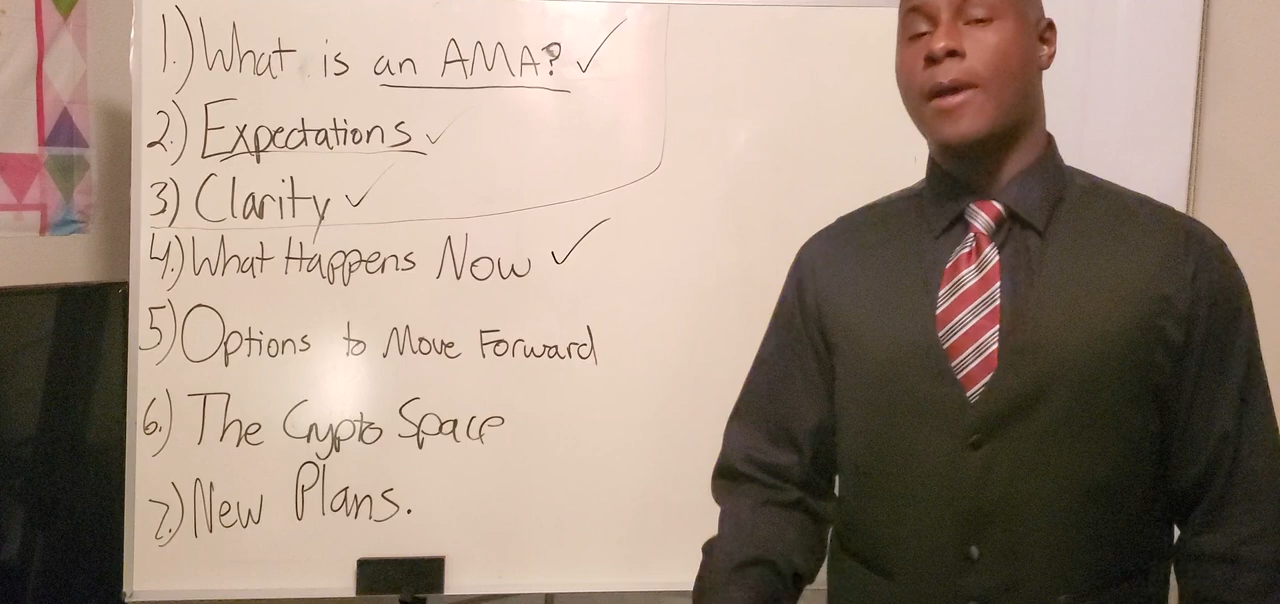 1.) What is an AMA? ✓
2.) Expectations ✓
3) Clarity ✓
4.) What Happens Now ✓
5) Options to Move Forward
6.) The Crypto Space
7.) New Plans.